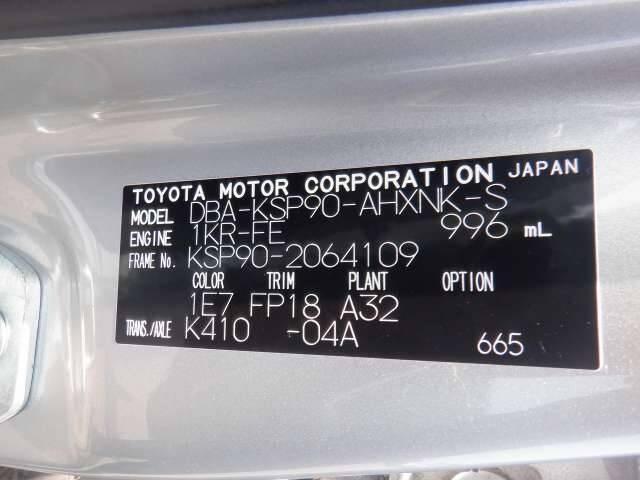 TOYOTA MOTOR CORPORATION JAPAN
MODEL DBA-KSP90-AHXNK-S
ENGINE 1KR-FE 996 mL
FRAME No. KSP90-2064109
COLOR TRIM PLANT OPTION
1E7 FP18 A32
TRANS./AXLE K410 -04A
665